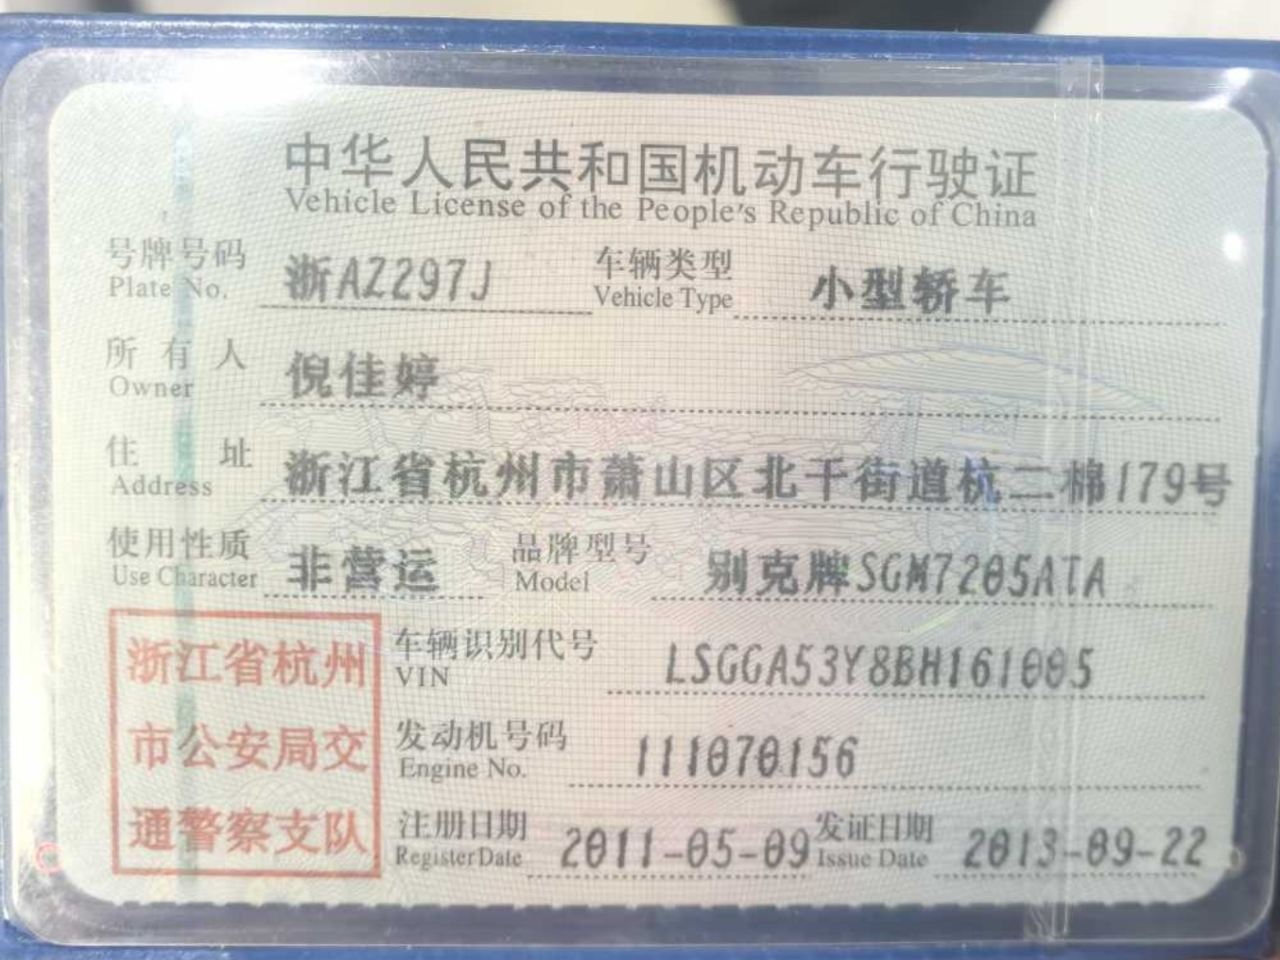 中华人民共和国机动车行驶证
Vehicle License of the People's Republic of China
号牌号码 浙AZ297J 车辆类型 小型轿车
Plate No. Vehicle Type
所有人 倪佳婷
Owner
住址 浙江省杭州市萧山区北干街道杭二棉179号
Address
使用性质 非营运 品牌型号 别克牌SGM7205ATA
Use Character Model
浙江省杭州
市公安局交
通警察支队
车辆识别代号 LSGGA53Y8BH161005
VIN
发动机号码 111070156
Engine No.
注册日期 2011-05-09 发证日期 2013-09-22
Register Date Issue Date